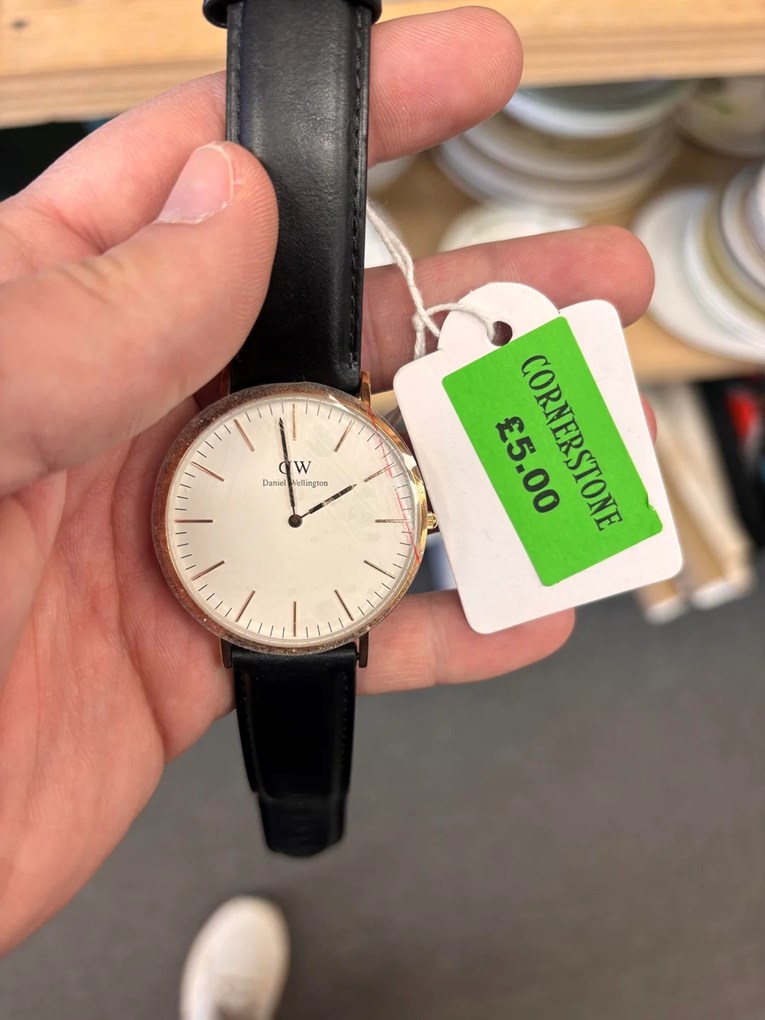 DW
Daniel Wellington
CORNERSTONE
£5.00